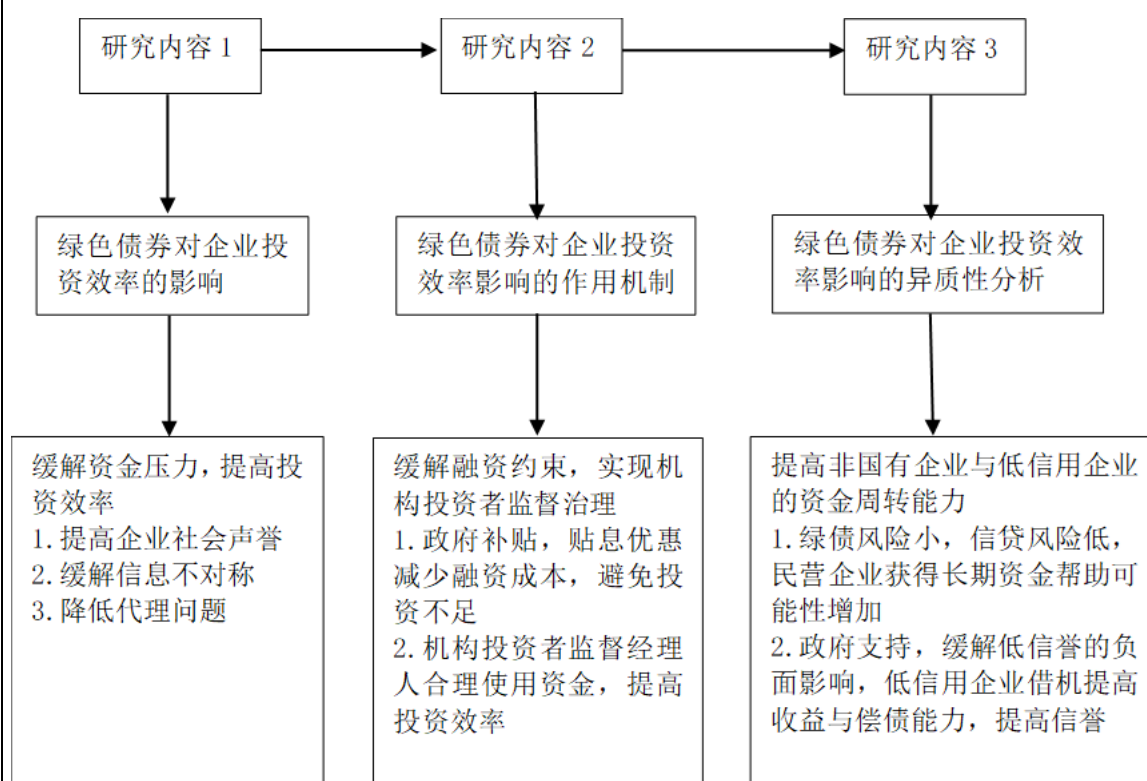 研究内容1
研究内容2
研究内容3
绿色债券对企业投
资效率的影响
绿色债券对企业投资
效率影响的作用机制
绿色债券对企业投资效
率影响的异质性分析
缓解资金压力，提高投
资效率
1.提高企业社会声誉
2.缓解信息不对称
3.降低代理问题
缓解融资约束，实现机
构投资者监督治理
1.政府补贴，贴息优惠
减少融资成本，避免投
资不足
2.机构投资者监督经理
人合理使用资金，提高
投资效率
提高非国有企业与低信用企业
的资金周转能力
1.绿债风险小，信贷风险低，
民营企业获得长期资金帮助可
能性增加
2.政府支持，缓解低信誉的负
面影响，低信用企业借机提高
收益与偿债能力，提高信誉